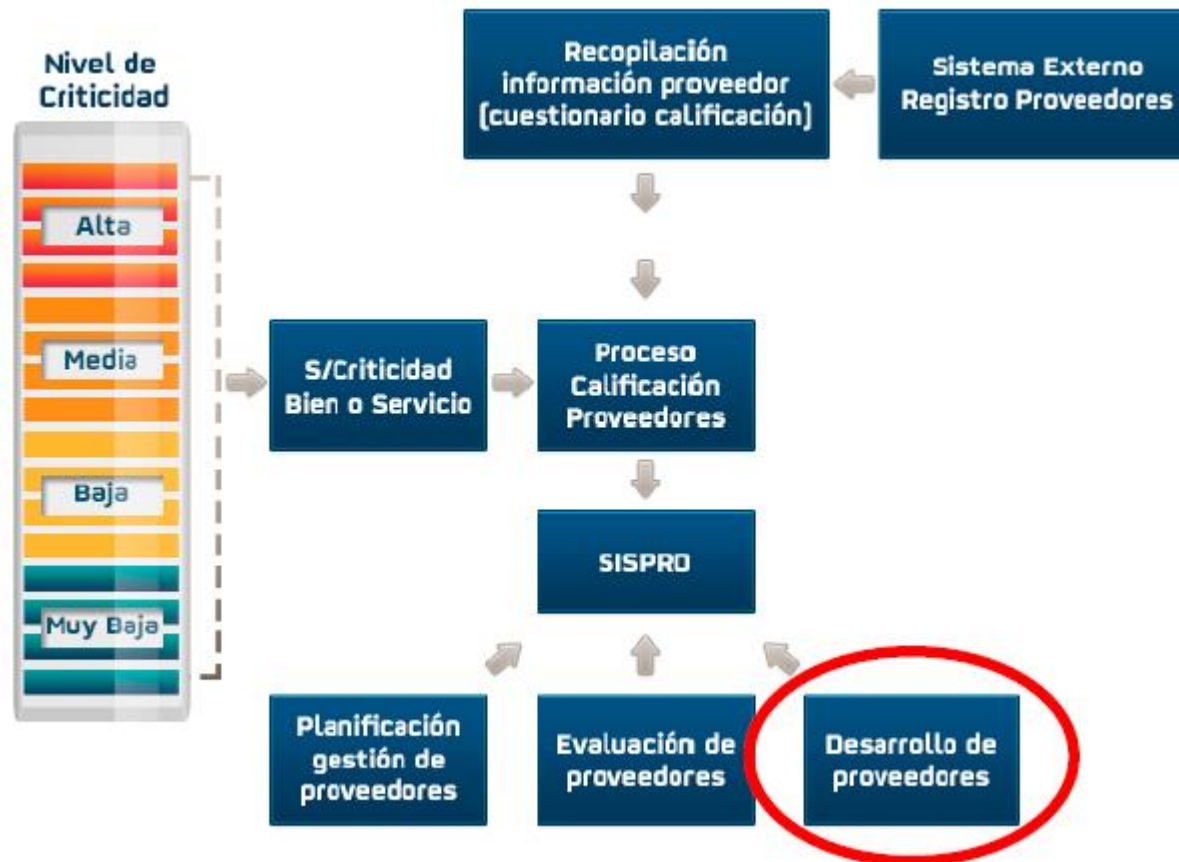 Nivel de
Criticidad
Alta
Media
Baja
Muy Baja
Recopilación
información proveedor
(cuestionario calificación)
Sistema Externo
Registro Proveedores
S/Criticidad
Bien o Servicio
Proceso
Calificación
Proveedores
SISPRO
Planificación
gestión de
proveedores
Evaluación de
proveedores
Desarrollo de
proveedores